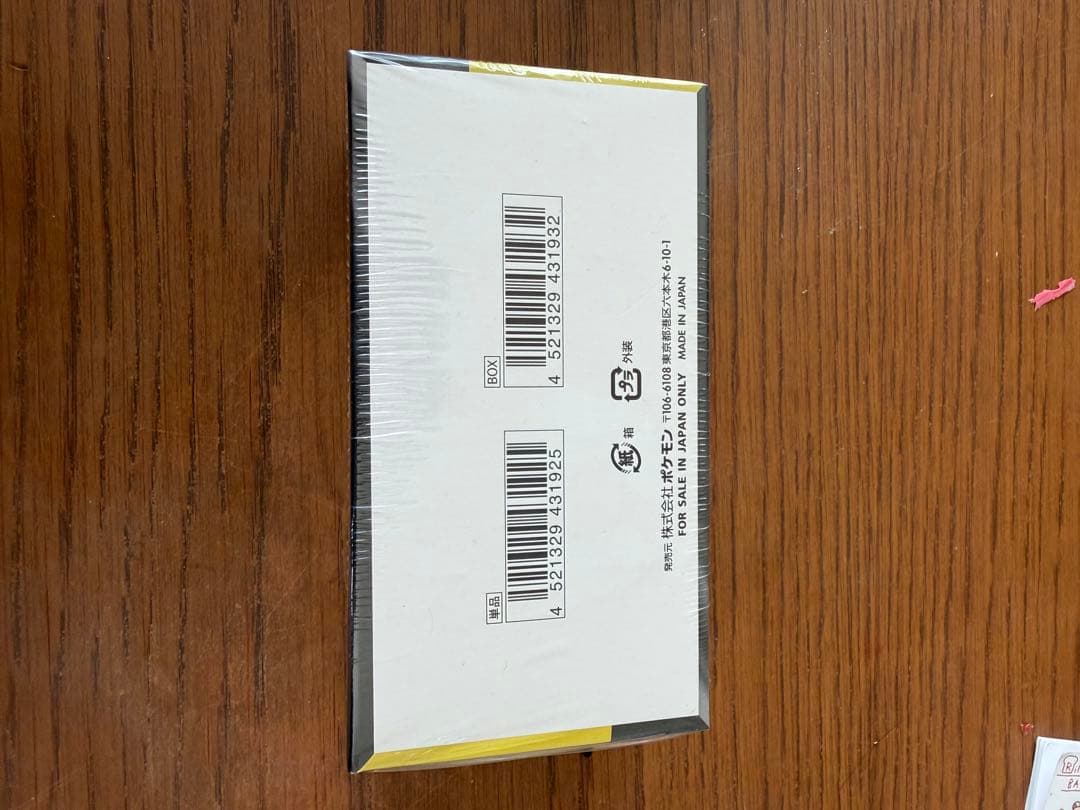 単品
4 521329 431925
BOX
4 521329 431932
紙 箱
プラ 外装
発売元 株式会社ポケモン 〒106-6108 東京都港区六本木6-10-1
FOR SALE IN JAPAN ONLY MADE IN JAPAN